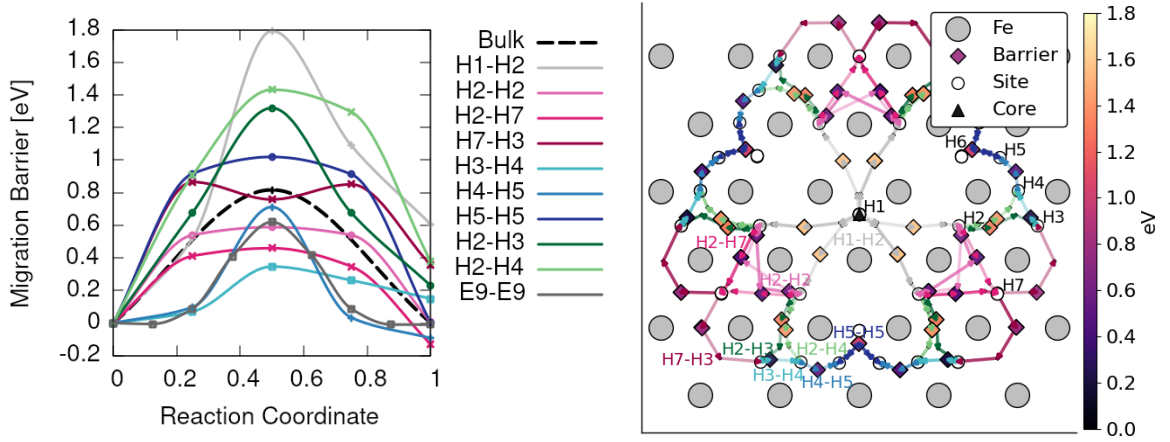 Migration Barrier [eV]
1.8
1.6
1.4
1.2
1
0.8
0.6
0.4
0.2
0
-0.2
0
0.2
0.4
0.6
0.8
1
Reaction Coordinate
Bulk
H1-H2
H2-H2
H2-H7
H7-H3
H3-H4
H4-H5
H5-H5
H2-H3
H2-H4
E9-E9
Fe
Barrier
Site
Core
H6
H5
H4
H1
H2
H3
H2-H7
H1-H2
H2-H2
H7
H5-H5
H2-H3
H2-H4
H7-H3
H3-H4
H4-H5
1.8
1.6
1.4
1.2
1.0
0.8
0.6
0.4
0.2
0.0
eV